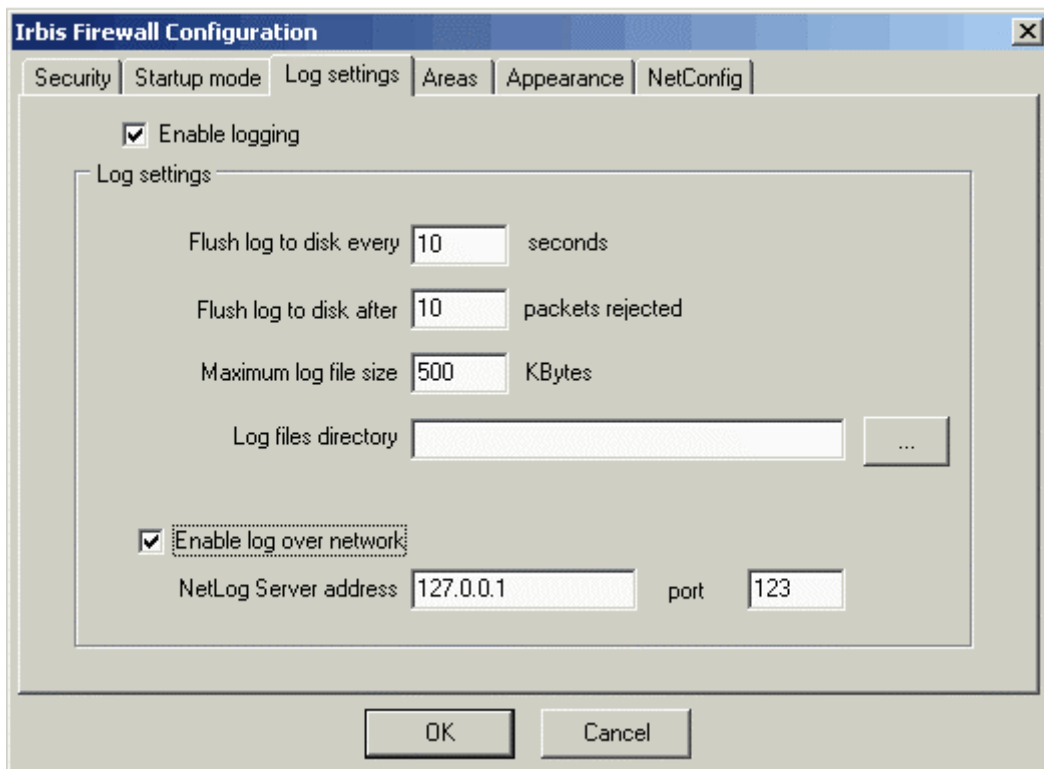 Irbis Firewall Configuration
Security Startup mode Log settings Areas Appearance NetConfig
Enable logging
Log settings
Flush log to disk every 10 seconds
Flush log to disk after 10 packets rejected
Maximum log file size 500 KBytes
Log files directory ...
Enable log over network
NetLog Server address 127.0.0.1 port 123
OK Cancel